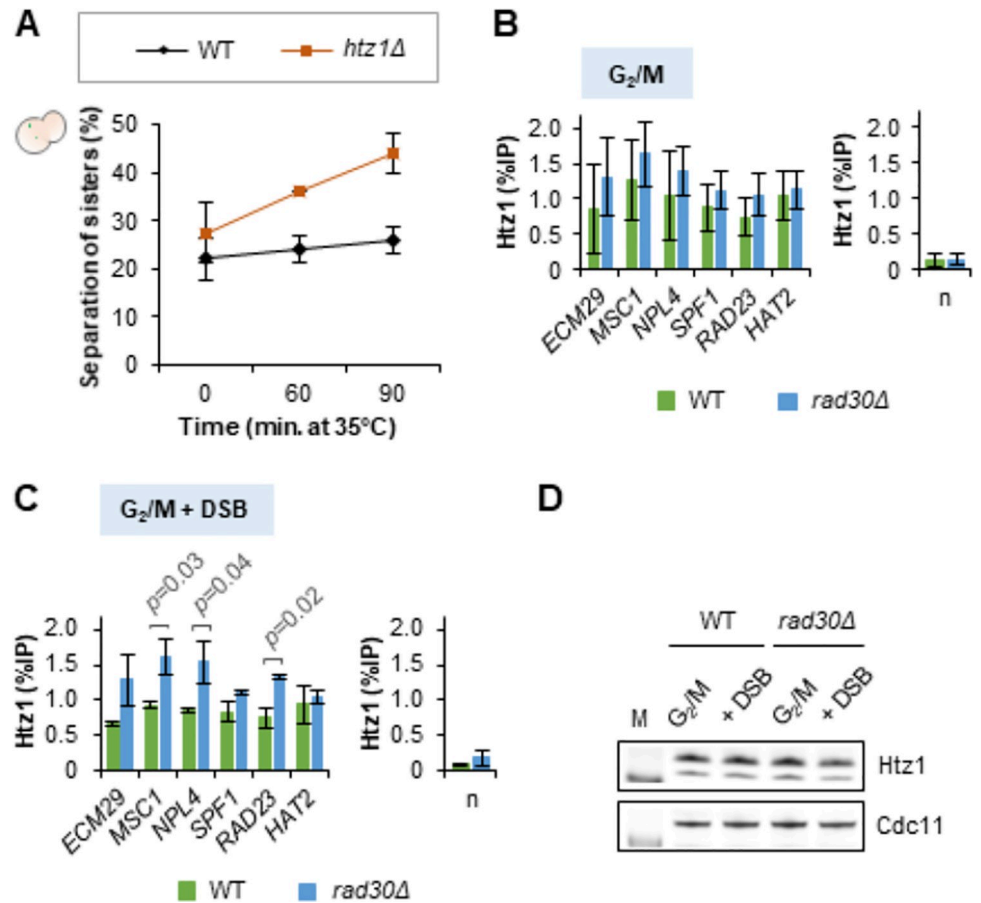 A
WT
htz1Δ
Separation of sisters (%)
50
40
30
20
10
0
0
60
90
Time (min. at 35°C)
B
G₂/M
Htz1 (%IP)
2.0
1.5
1.0
0.5
0
ECM29
MSC1
NPL4
SPF1
RAD23
HAT2
Htz1 (%IP)
2.0
1.5
1.0
0.5
0
n
WT
rad30Δ
C
G₂/M + DSB
p=0.03
p=0.04
p=0.02
Htz1 (%IP)
2.0
1.5
1.0
0.5
0
ECM29
MSC1
NPL4
SPF1
RAD23
HAT2
Htz1 (%IP)
2.0
1.5
1.0
0.5
0
n
WT
rad30Δ
D
WT
rad30Δ
M
G₂/M
+ DSB
G₂/M
+ DSB
Htz1
Cdc11